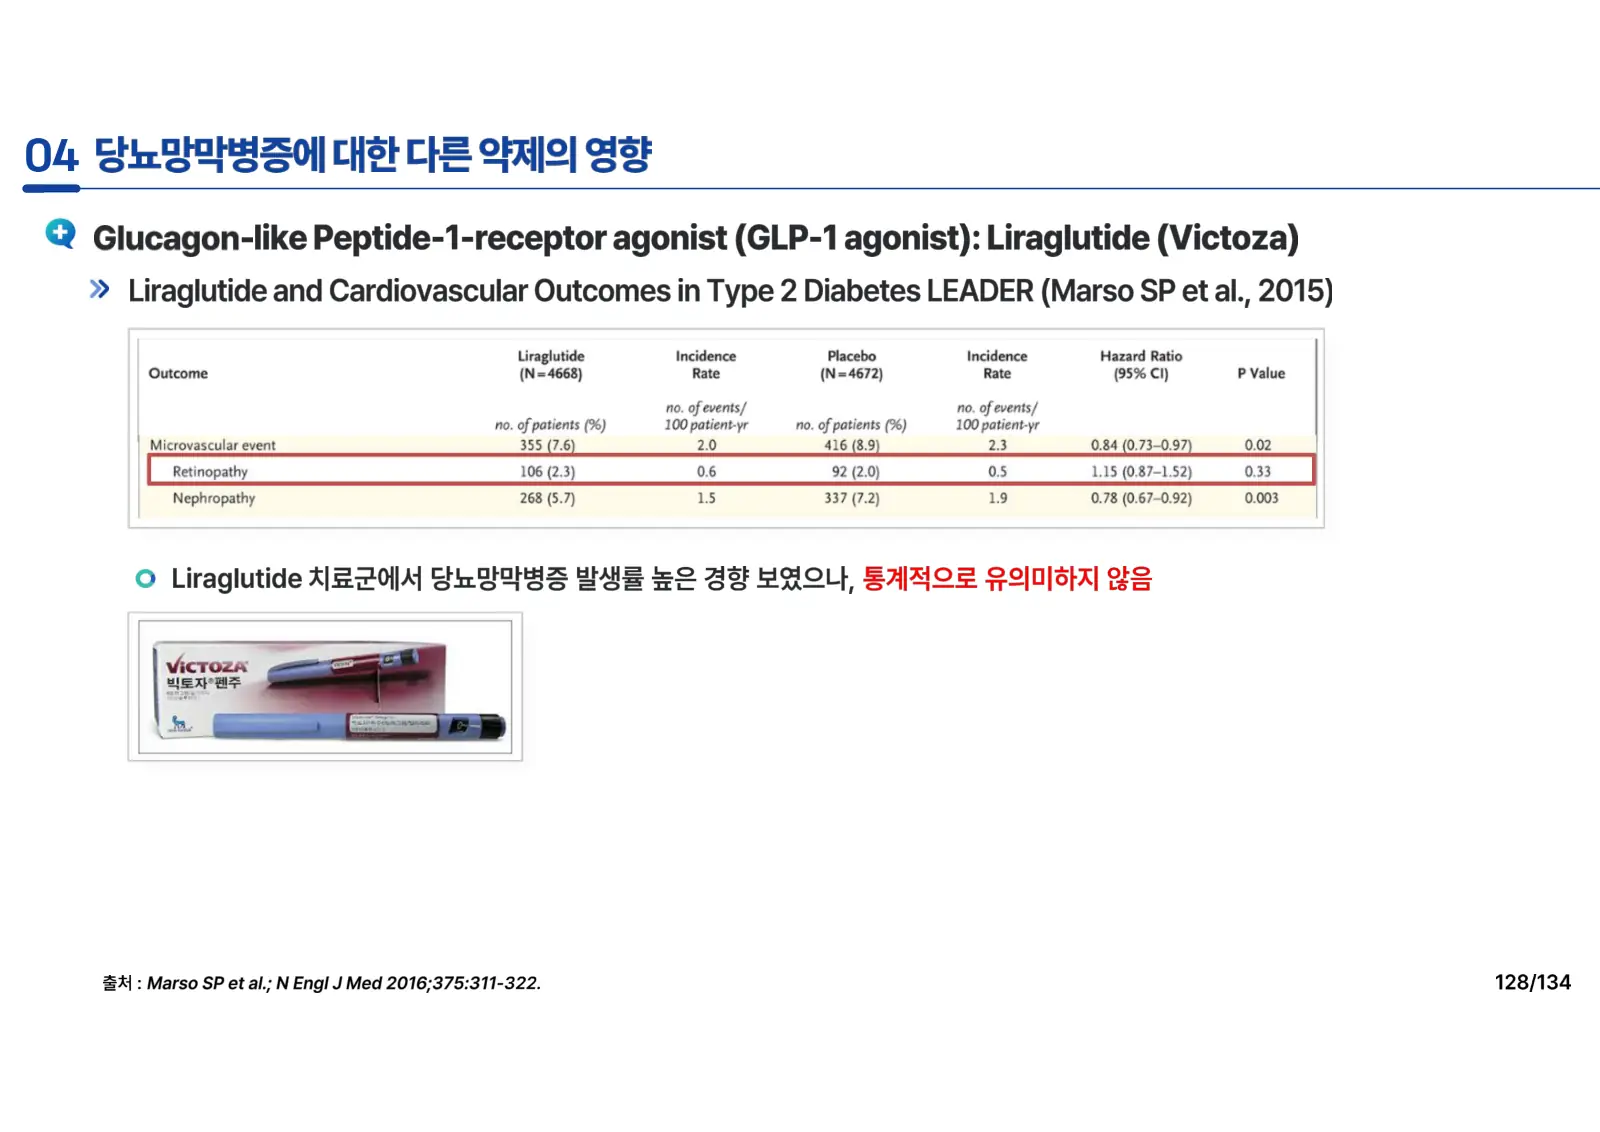 04 당뇨망막병증에 대한 다른 약제의 영향
Glucagon-like Peptide-1-receptor agonist (GLP-1 agonist): Liraglutide (Victoza)
Liraglutide and Cardiovascular Outcomes in Type 2 Diabetes LEADER (Marso SP et al., 2015)
Outcome Liraglutide (N=4668) Incidence Rate Placebo (N=4672) Incidence Rate Hazard Ratio (95% CI) P Value
no. of patients (%) no. of events/ 100 patient-yr no. of patients (%) no. of events/ 100 patient-yr
Microvascular event 355 (7.6) 2.0 416 (8.9) 2.3 0.84 (0.73–0.97) 0.02
Retinopathy 106 (2.3) 0.6 92 (2.0) 0.5 1.15 (0.87–1.52) 0.33
Nephropathy 268 (5.7) 1.5 337 (7.2) 1.9 0.78 (0.67–0.92) 0.003
Liraglutide 치료군에서 당뇨망막병증 발생률 높은 경향 보였으나, 통계적으로 유의미하지 않음
VICTOZA®
빅토자®펜주
출처 : Marso SP et al.; N Engl J Med 2016;375:311-322.
128/134